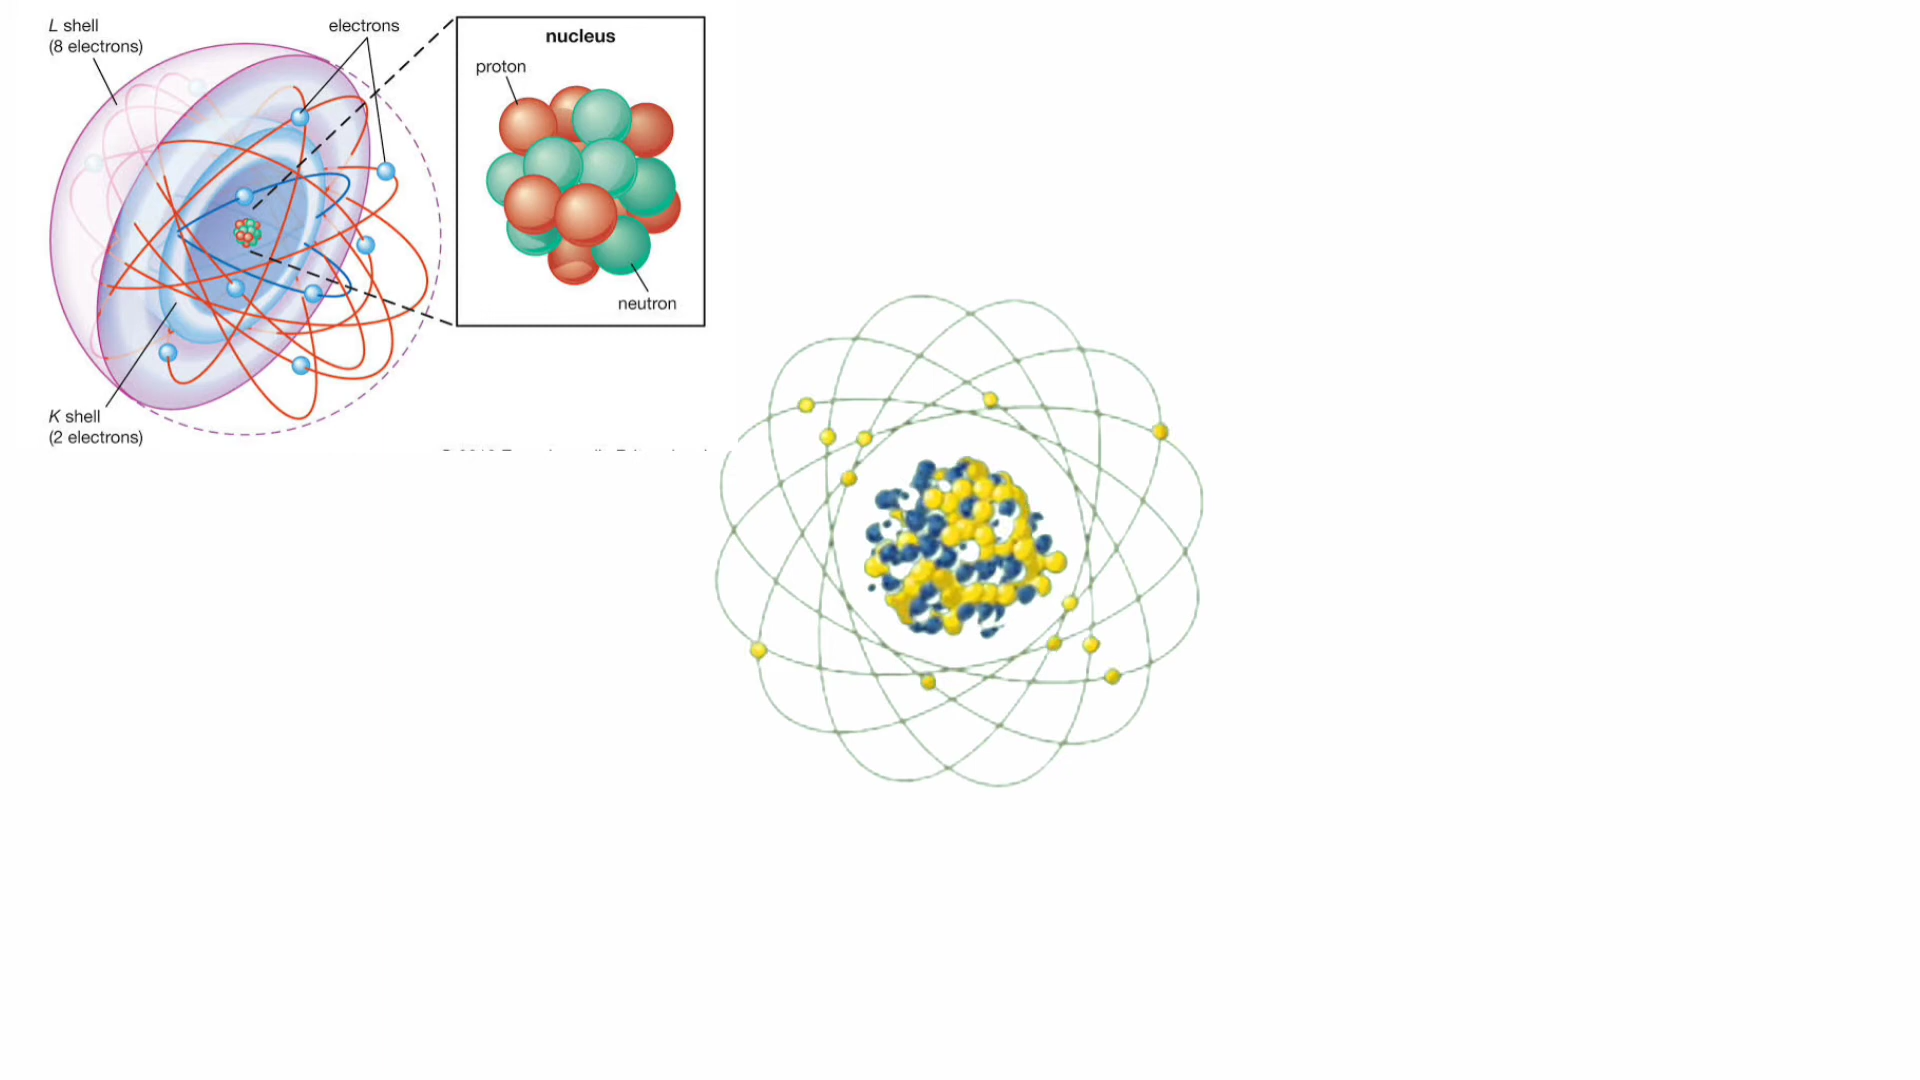 L shell
(8 electrons)
electrons
nucleus
proton
neutron
K shell
(2 electrons)